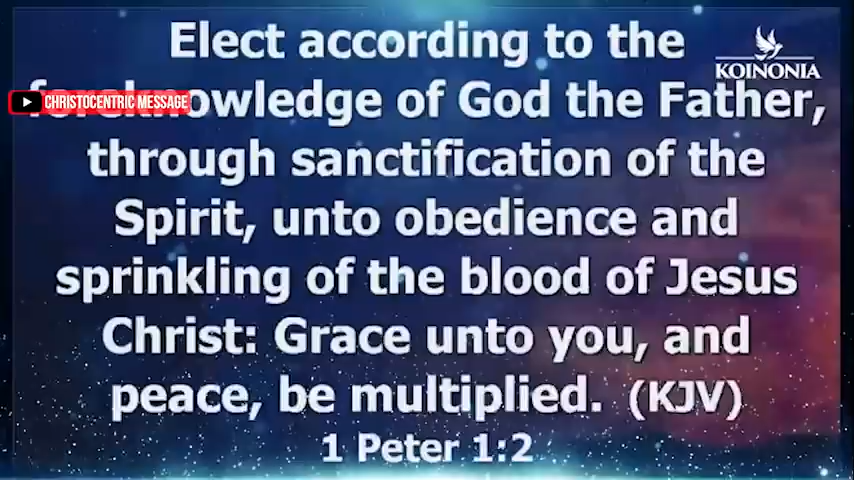 Elect according to the
KOINONIA
CHRISTOCENTRIC MESSAGE
foreknowledge of God the Father,
through sanctification of the
Spirit, unto obedience and
sprinkling of the blood of Jesus
Christ: Grace unto you, and
peace, be multiplied. (KJV)
1 Peter 1:2